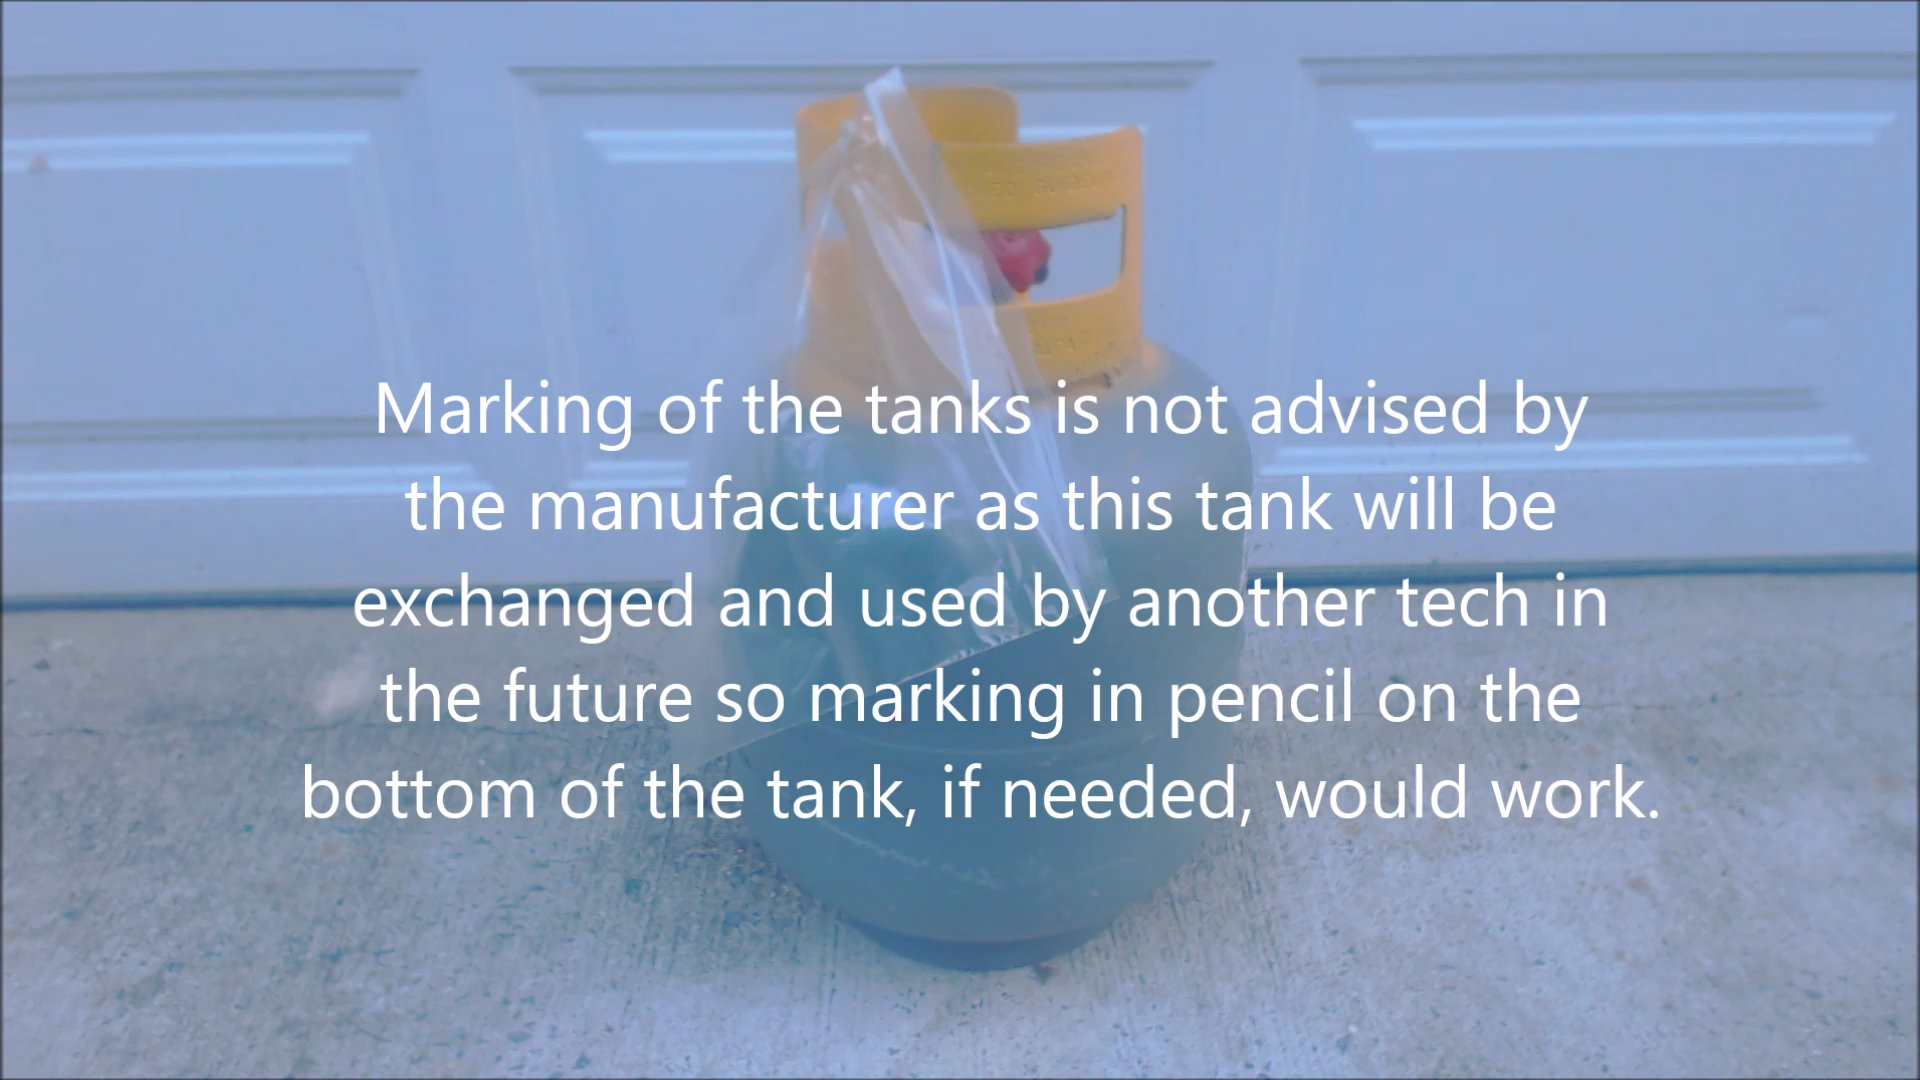 Marking of the tanks is not advised by
the manufacturer as this tank will be
exchanged and used by another tech in
the future so marking in pencil on the
bottom of the tank, if needed, would work.